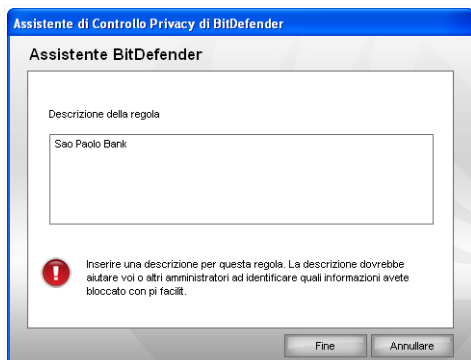 Assistente di Controllo Privacy di BitDefender
Assistente BitDefender
Descrizione della regola
Sao Paolo Bank
Inserire una descrizione per questa regola. La descrizione dovrebbe
aiutare voi o altri amministratori ad identificare quali informazioni avete
bloccato con pi facilit.
Fine
Annullare